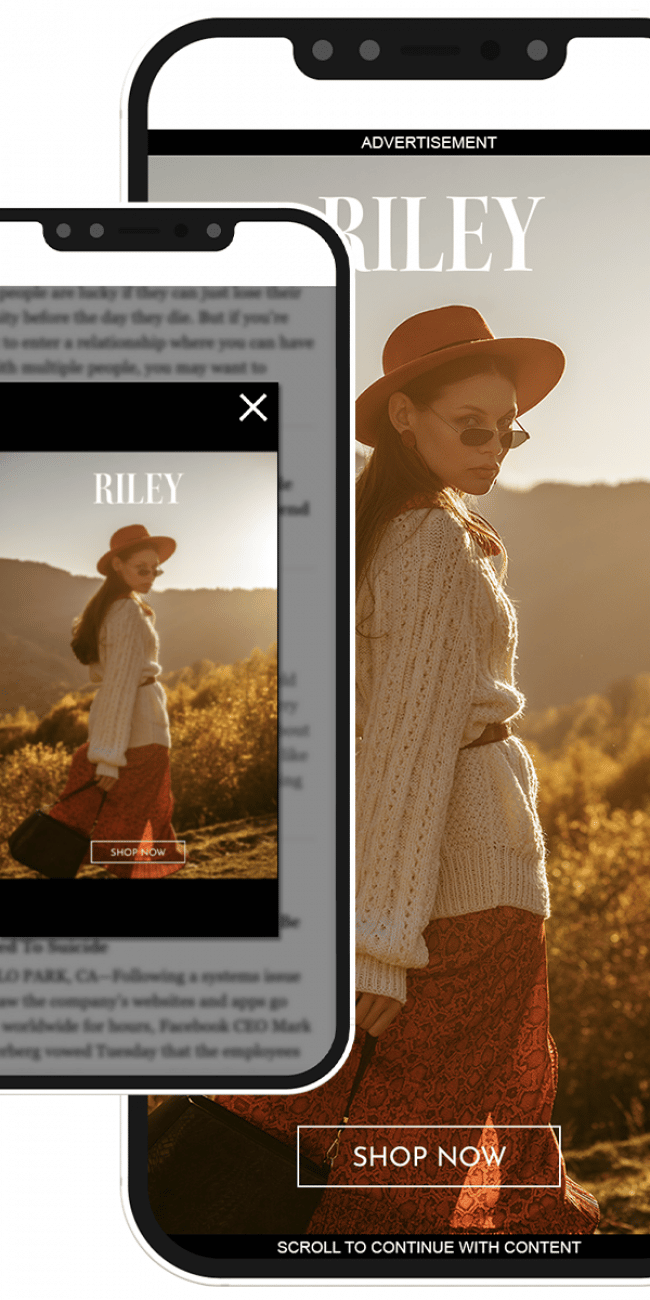 ADVERTISEMENT
RILEY
people are lucky if they can just lose their
ity before the day they die. But if you're
to enter a relationship where you can have
ith multiple people, you may want to
RILEY
SHOP NOW
ed To Suicide
LO PARK, CA—Following a systems issue
aw the company's websites and apps go
worldwide for hours, Facebook CEO Mark
erberg vowed Tuesday that the employees
SHOP NOW
SCROLL TO CONTINUE WITH CONTENT